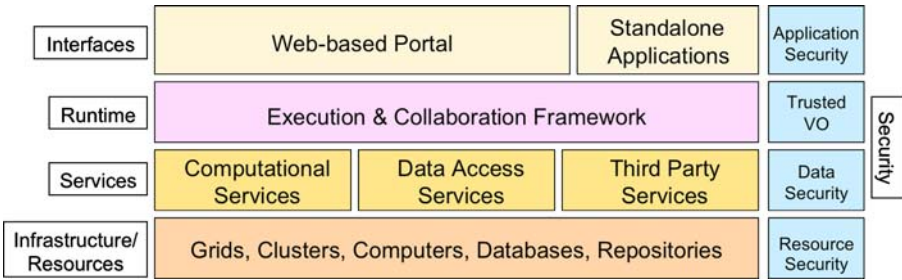 Interfaces
Web-based Portal
Standalone
Applications
Application
Security
Runtime
Execution & Collaboration Framework
Trusted
VO
Security
Services
Computational
Services
Data Access
Services
Third Party
Services
Data
Security
Infrastructure/
Resources
Grids, Clusters, Computers, Databases, Repositories
Resource
Security